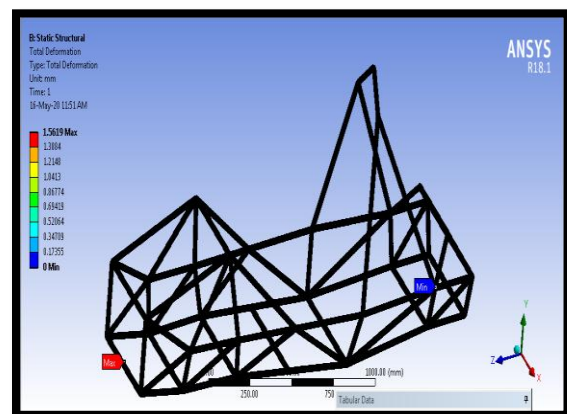 B: Static Structural
Total Deformation
Type: Total Deformation
Unit: mm
Time: 1
16-May-20 11:51 AM
ANSYS
R18.1
1.5619 Max
1.3884
1.2148
1.0413
0.86774
0.69419
0.52064
0.34709
0.17355
0 Min
Min
Max
1000.00 (mm)
250.00
750
Y
Z
X
Tabular Data